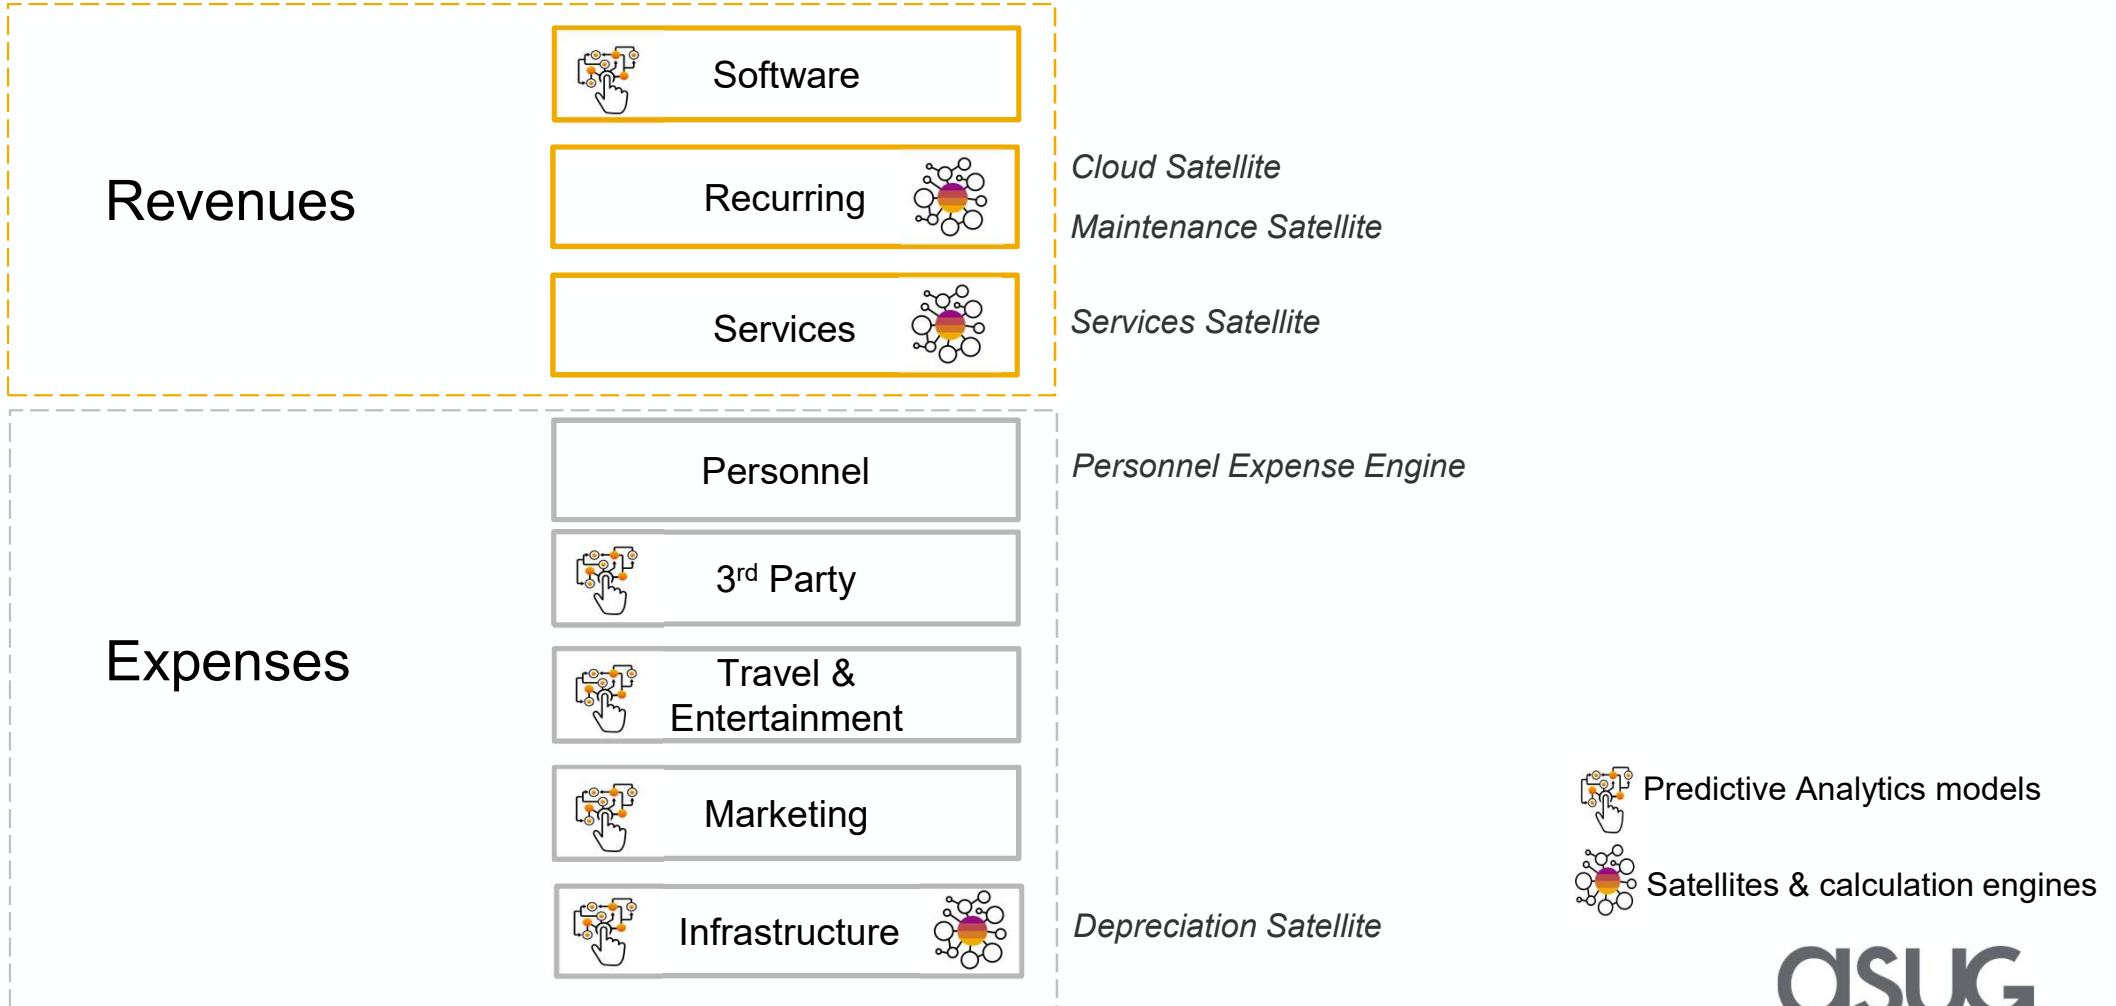 Revenues
Software
Recurring
Cloud Satellite
Maintenance Satellite
Services
Services Satellite
Expenses
Personnel
Personnel Expense Engine
3rd Party
Travel &
Entertainment
Marketing
Infrastructure
Depreciation Satellite
Predictive Analytics models
Satellites & calculation engines
asug